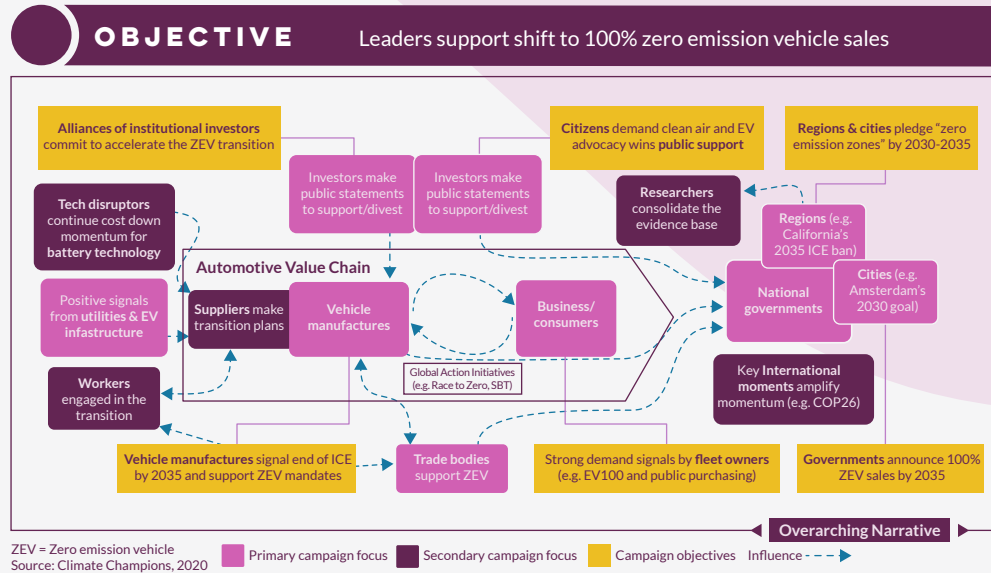 OBJECTIVE
Leaders support shift to 100% zero emission vehicle sales
Alliances of institutional investors
commit to accelerate the ZEV transition
Citizens demand clean air and EV
advocacy wins public support
Regions & cities pledge “zero
emission zones” by 2030-2035
Investors make
public statements
to support/divest
Investors make
public statements
to support/divest
Tech disruptors
continue cost down
momentum for
battery technology
Researchers
consolidate the
evidence base
Regions (e.g.
California's
2035 ICE ban)
Cities (e.g.
Amsterdam's
2030 goal)
National
governments
Automotive Value Chain
Positive signals
from utilities & EV
infastructure
Suppliers make
transition plans
Vehicle
manufactures
Business/
consumers
Global Action Initiatives
(e.g. Race to Zero, SBT)
Workers
engaged in the
transition
Key International
moments amplify
momentum (e.g. COP26)
Vehicle manufactures signal end of ICE
by 2035 and support ZEV mandates
Trade bodies
support ZEV
Strong demand signals by fleet owners
(e.g. EV100 and public purchasing)
Governments announce 100%
ZEV sales by 2035
Overarching Narrative
ZEV = Zero emission vehicle
Source: Climate Champions, 2020
Primary campaign focus
Secondary campaign focus
Campaign objectives
Influence